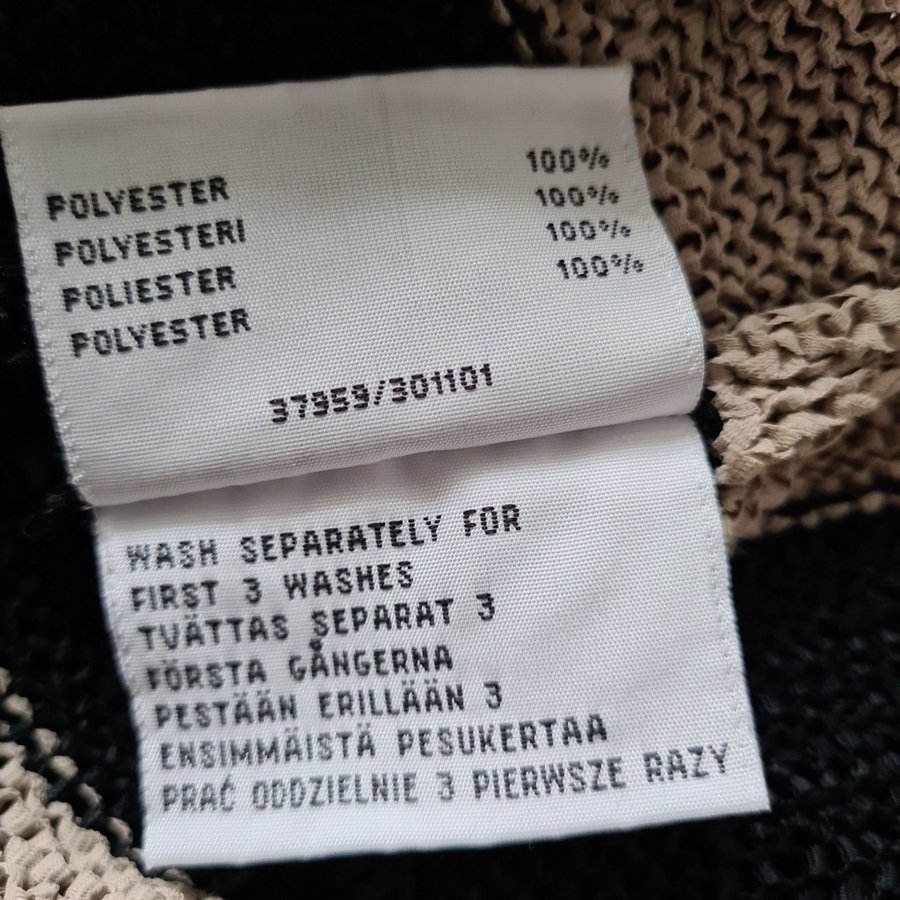 POLYESTER 100%
POLYESTERI 100%
POLIESTER 100%
POLYESTER 100%
37959/301101
WASH SEPARATELY FOR
FIRST 3 WASHES
TVÄTTAS SEPARAT 3
FÖRSTA GÅNGERNA
PESTÄÄN ERILLÄÄN 3
ENSIMMÄISTÄ PESUKERTAA
PRAĆ ODDZIELNIE 3 PIERWSZE RAZY